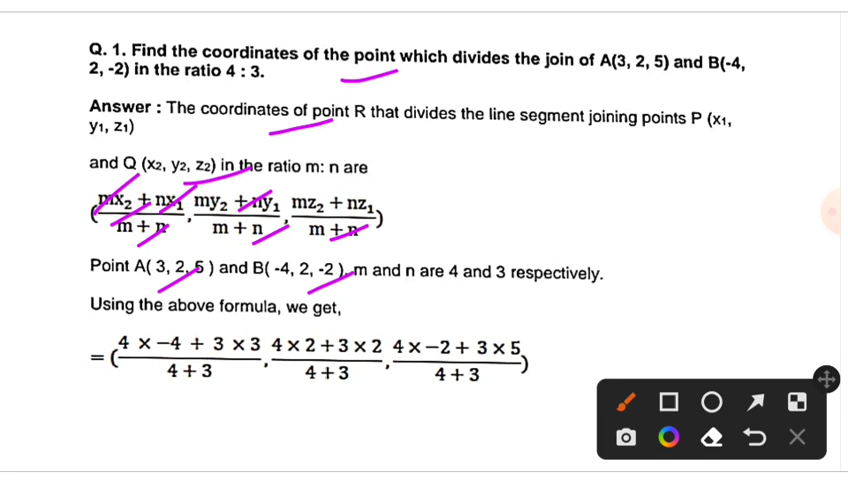 Q. 1. Find the coordinates of the point which divides the join of A(3, 2, 5) and B(-4,
2, -2) in the ratio 4 : 3.
Answer : The coordinates of point R that divides the line segment joining points P (x₁,
y₁, z₁)
and Q (x₂, y₂, z₂) in the ratio m: n are
(mx₂ + nx₁/m + n, my₂ + ny₁/m + n, mz₂ + nz₁/m + n)
Point A( 3, 2, 5 ) and B( -4, 2, -2 ), m and n are 4 and 3 respectively.
Using the above formula, we get,
= (4 × −4 + 3 × 3/4 + 3, 4 × 2 + 3 × 2/4 + 3, 4 × −2 + 3 × 5/4 + 3)